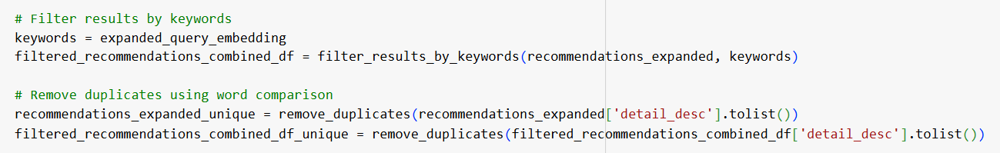 # Filter results by keywords
keywords = expanded_query_embedding
filtered_recommendations_combined_df = filter_results_by_keywords(recommendations_expanded, keywords)
# Remove duplicates using word comparison
recommendations_expanded_unique = remove_duplicates(recommendations_expanded['detail_desc'].tolist())
filtered_recommendations_combined_df_unique = remove_duplicates(filtered_recommendations_combined_df['detail_desc'].tolist())